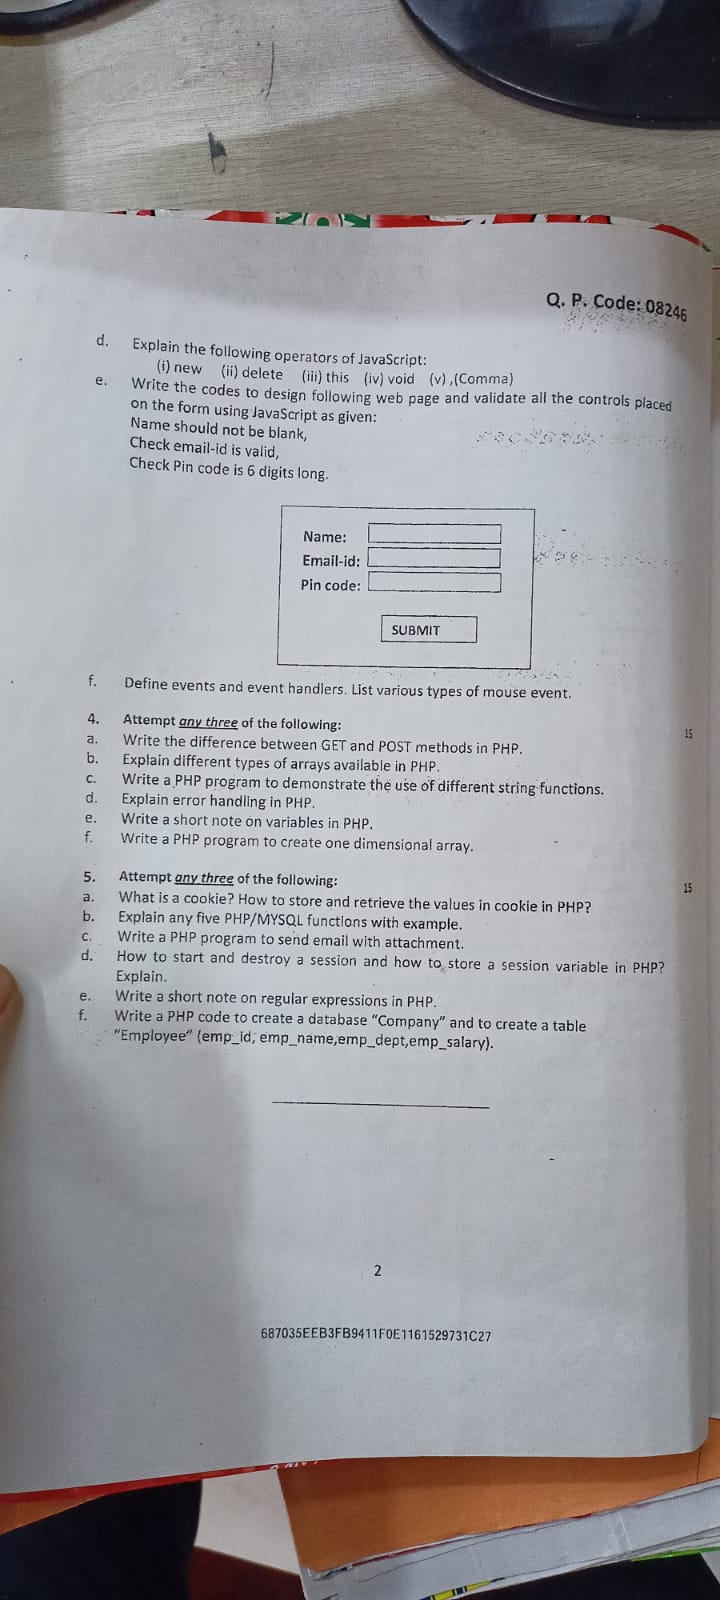 Q. P. Code: 08246
d. Explain the following operators of JavaScript:
(i) new (ii) delete (iii) this (iv) void (v) ,(Comma)
e. Write the codes to design following web page and validate all the controls placed
on the form using JavaScript as given:
Name should not be blank,
Check email-id is valid,
Check Pin code is 6 digits long.
Name:
Email-id:
Pin code:
SUBMIT
f. Define events and event handlers. List various types of mouse event.
4. Attempt any three of the following: 15
a. Write the difference between GET and POST methods in PHP.
b. Explain different types of arrays available in PHP.
c. Write a PHP program to demonstrate the use of different string functions.
d. Explain error handling in PHP.
e. Write a short note on variables in PHP.
f. Write a PHP program to create one dimensional array.
5. Attempt any three of the following: 15
a. What is a cookie? How to store and retrieve the values in cookie in PHP?
b. Explain any five PHP/MYSQL functions with example.
c. Write a PHP program to send email with attachment.
d. How to start and destroy a session and how to store a session variable in PHP?
Explain.
e. Write a short note on regular expressions in PHP.
f. Write a PHP code to create a database “Company” and to create a table
“Employee” (emp_id, emp_name,emp_dept,emp_salary).
2
687035EEB3FB9411F0E1161529731C27